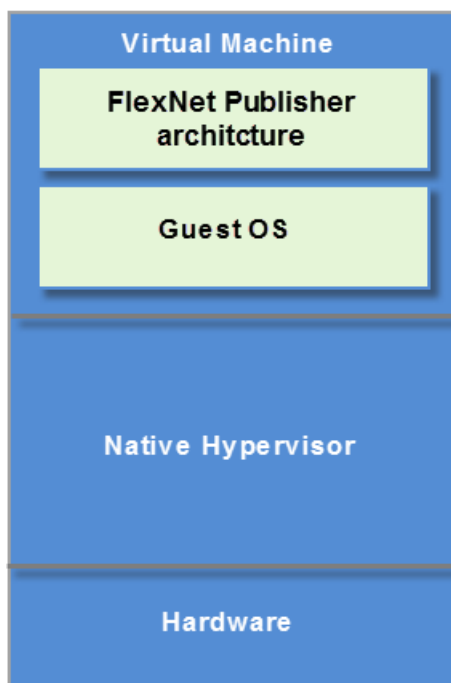 Virtual Machine
FlexNet Publisher
architcture
Guest OS
Native Hypervisor
Hardware